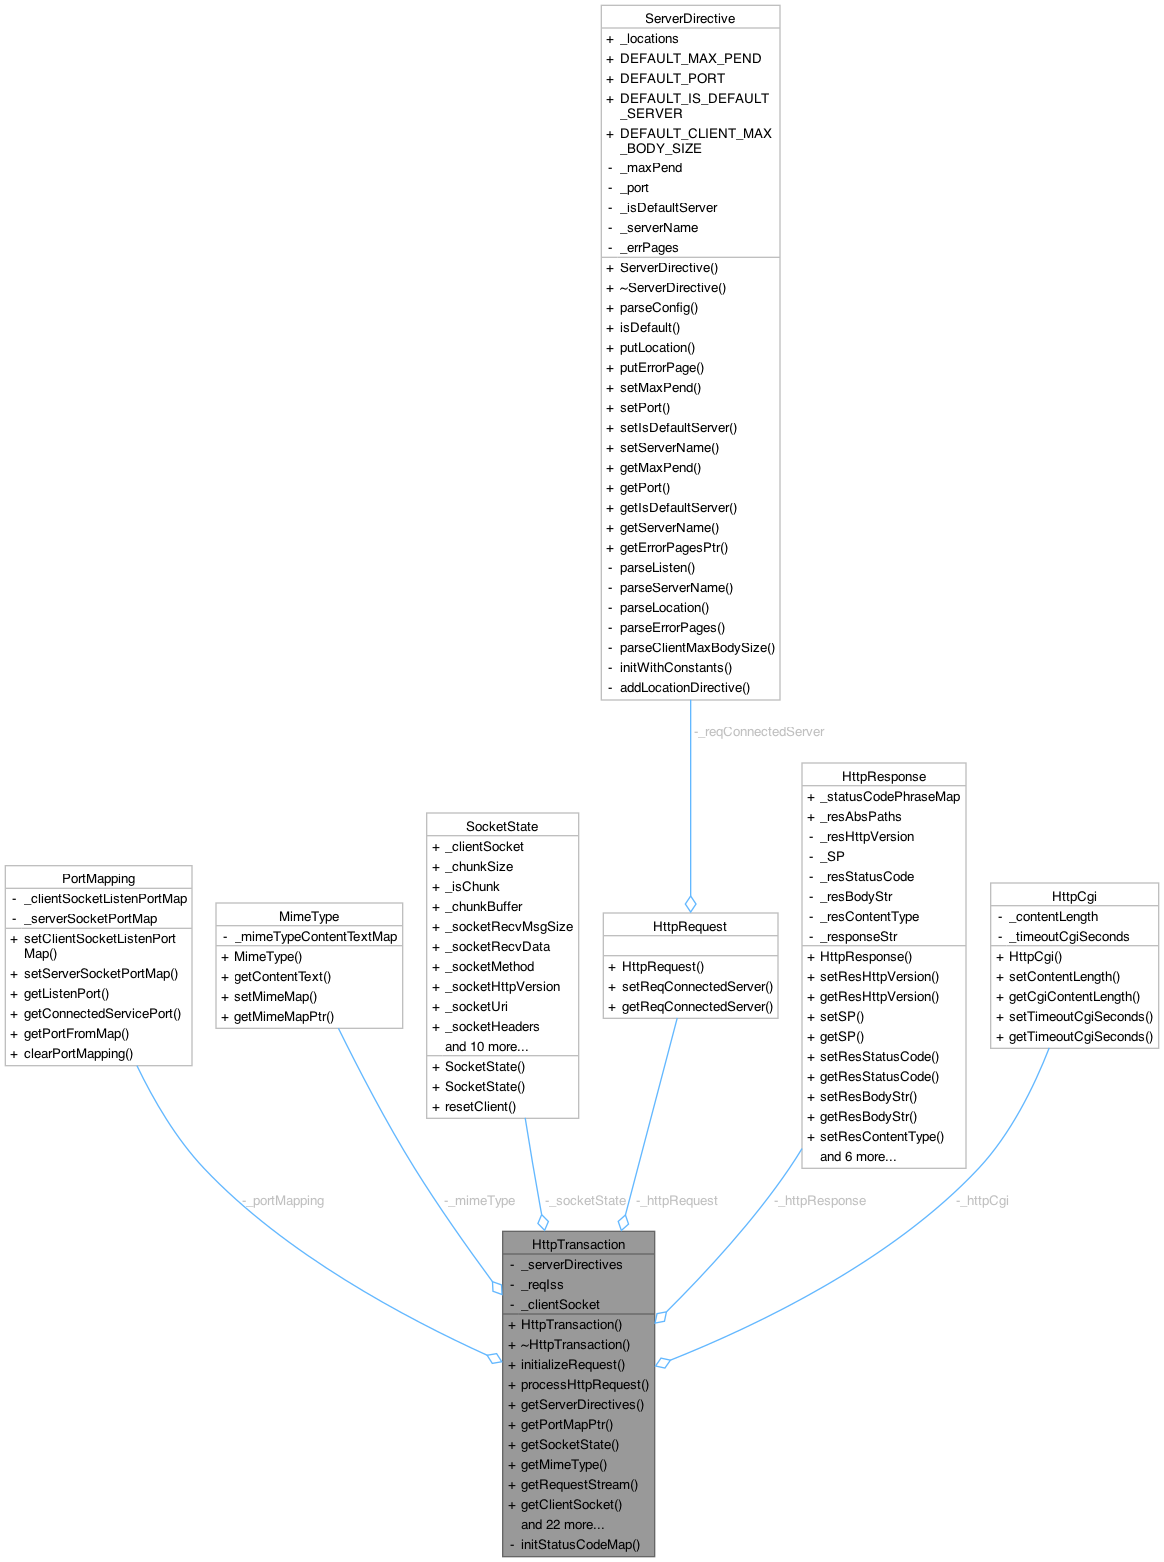 ServerDirective
+ _locations
+ DEFAULT_MAX_PEND
+ DEFAULT_PORT
+ DEFAULT_IS_DEFAULT
_SERVER
+ DEFAULT_CLIENT_MAX
_BODY_SIZE
- _maxPend
- _port
- _isDefaultServer
- _serverName
- _errPages
+ ServerDirective()
+ ~ServerDirective()
+ parseConfig()
+ isDefault()
+ putLocation()
+ putErrorPage()
+ setMaxPend()
+ setPort()
+ setIsDefaultServer()
+ setServerName()
+ getMaxPend()
+ getPort()
+ getIsDefaultServer()
+ getServerName()
+ getErrorPagesPtr()
- parseListen()
- parseServerName()
- parseLocation()
- parseErrorPages()
- parseClientMaxBodySize()
- initWithConstants()
- addLocationDirective()
-_reqConnectedServer
PortMapping
- _clientSocketListenPortMap
- _serverSocketPortMap
+ setClientSocketListenPort
Map()
+ setServerSocketPortMap()
+ getListenPort()
+ getConnectedServicePort()
+ getPortFromMap()
+ clearPortMapping()
MimeType
- _mimeTypeContentTextMap
+ MimeType()
+ getContentText()
+ setMimeMap()
+ getMimeMapPtr()
SocketState
+ _clientSocket
+ _chunkSize
+ _isChunk
+ _chunkBuffer
+ _socketRecvMsgSize
+ _socketRecvData
+ _socketMethod
+ _socketHttpVersion
+ _socketUri
+ _socketHeaders
and 10 more...
+ SocketState()
+ SocketState()
+ resetClient()
HttpRequest
+ HttpRequest()
+ setReqConnectedServer()
+ getReqConnectedServer()
HttpResponse
+ _statusCodePhraseMap
+ _resAbsPaths
- _resHttpVersion
- _SP
- _resStatusCode
- _resBodyStr
- _resContentType
- _responseStr
+ HttpResponse()
+ setResHttpVersion()
+ getResHttpVersion()
+ setSP()
+ getSP()
+ setResStatusCode()
+ getResStatusCode()
+ setResBodyStr()
+ getResBodyStr()
+ setResContentType()
and 6 more...
HttpCgi
- _contentLength
- _timeoutCgiSeconds
+ HttpCgi()
+ setContentLength()
+ getCgiContentLength()
+ setTimeoutCgiSeconds()
+ getTimeoutCgiSeconds()
-_portMapping
-_mimeType
-_socketState
-_httpRequest
-_httpResponse
-_httpCgi
HttpTransaction
- _serverDirectives
- _reqIss
- _clientSocket
+ HttpTransaction()
+ ~HttpTransaction()
+ initializeRequest()
+ processHttpRequest()
+ getServerDirectives()
+ getPortMapPtr()
+ getSocketState()
+ getMimeType()
+ getRequestStream()
+ getClientSocket()
and 22 more...
- initStatusCodeMap()